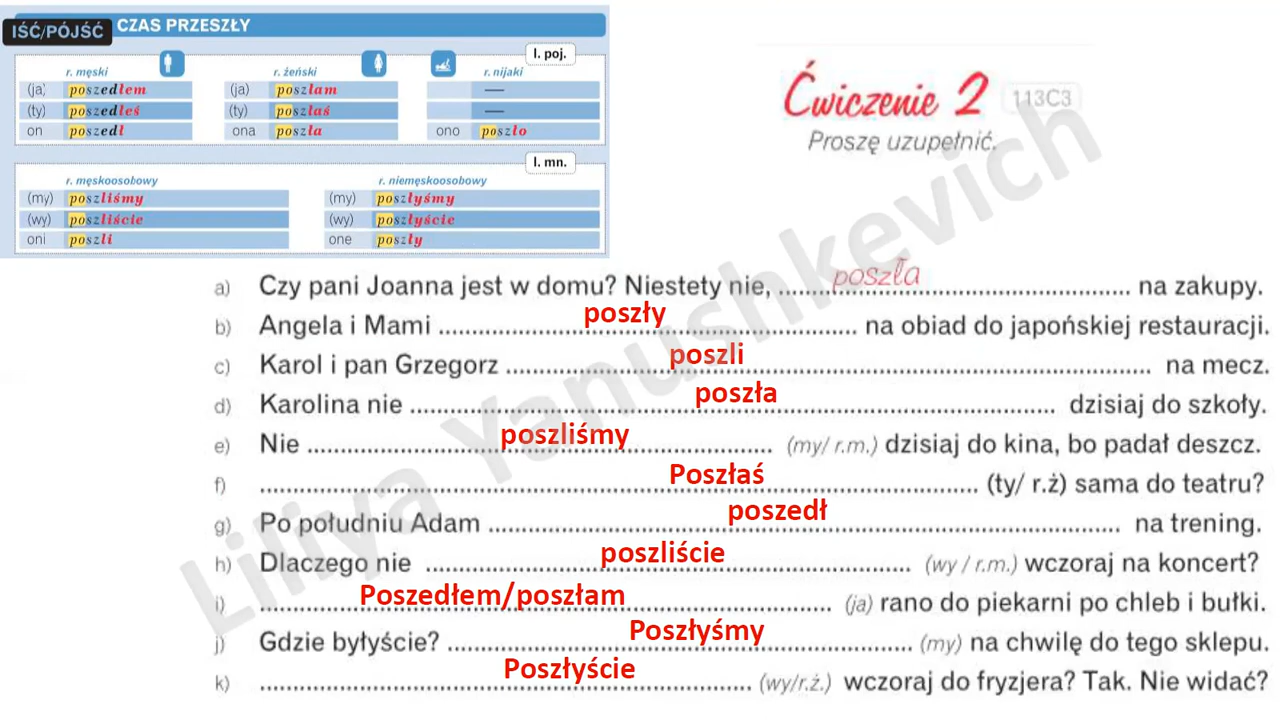 IŚĆ/PÓJŚĆ CZAS PRZESZŁY
l. poj.
r. męski r. żeński r. nijaki
(ja) poszedłem (ja) poszłam —
(ty) poszedłeś (ty) poszłaś —
on poszedł ona poszła ono poszło
l. mn.
r. męskoosobowy r. niemęskoosobowy
(my) poszliśmy (my) poszłyśmy
(wy) poszliście (wy) poszłyście
oni poszli one poszły
Ćwiczenie 2 113C3
Proszę uzupełnić.
a) Czy pani Joanna jest w domu? Niestety nie, ..... poszła ..... na zakupy.
b) Angela i Mami ..... poszły ..... na obiad do japońskiej restauracji.
c) Karol i pan Grzegorz ..... poszli ..... na mecz.
d) Karolina nie ..... poszła ..... dzisiaj do szkoły.
e) Nie ..... poszliśmy ..... (my/ r.m.) dzisiaj do kina, bo padał deszcz.
f) ..... Poszłaś ..... (ty/ r.ż) sama do teatru?
g) Po południu Adam ..... poszedł ..... na trening.
h) Dlaczego nie ..... poszliście ..... (wy / r.m.) wczoraj na koncert?
i) ..... Poszedłem/poszłam ..... (ja) rano do piekarni po chleb i bułki.
j) Gdzie byłyście? ..... Poszłyśmy ..... (my) na chwilę do tego sklepu.
k) ..... Poszłyście ..... (wy/r.ż.) wczoraj do fryzjera? Tak. Nie widać?
Liliya Yanushkevich